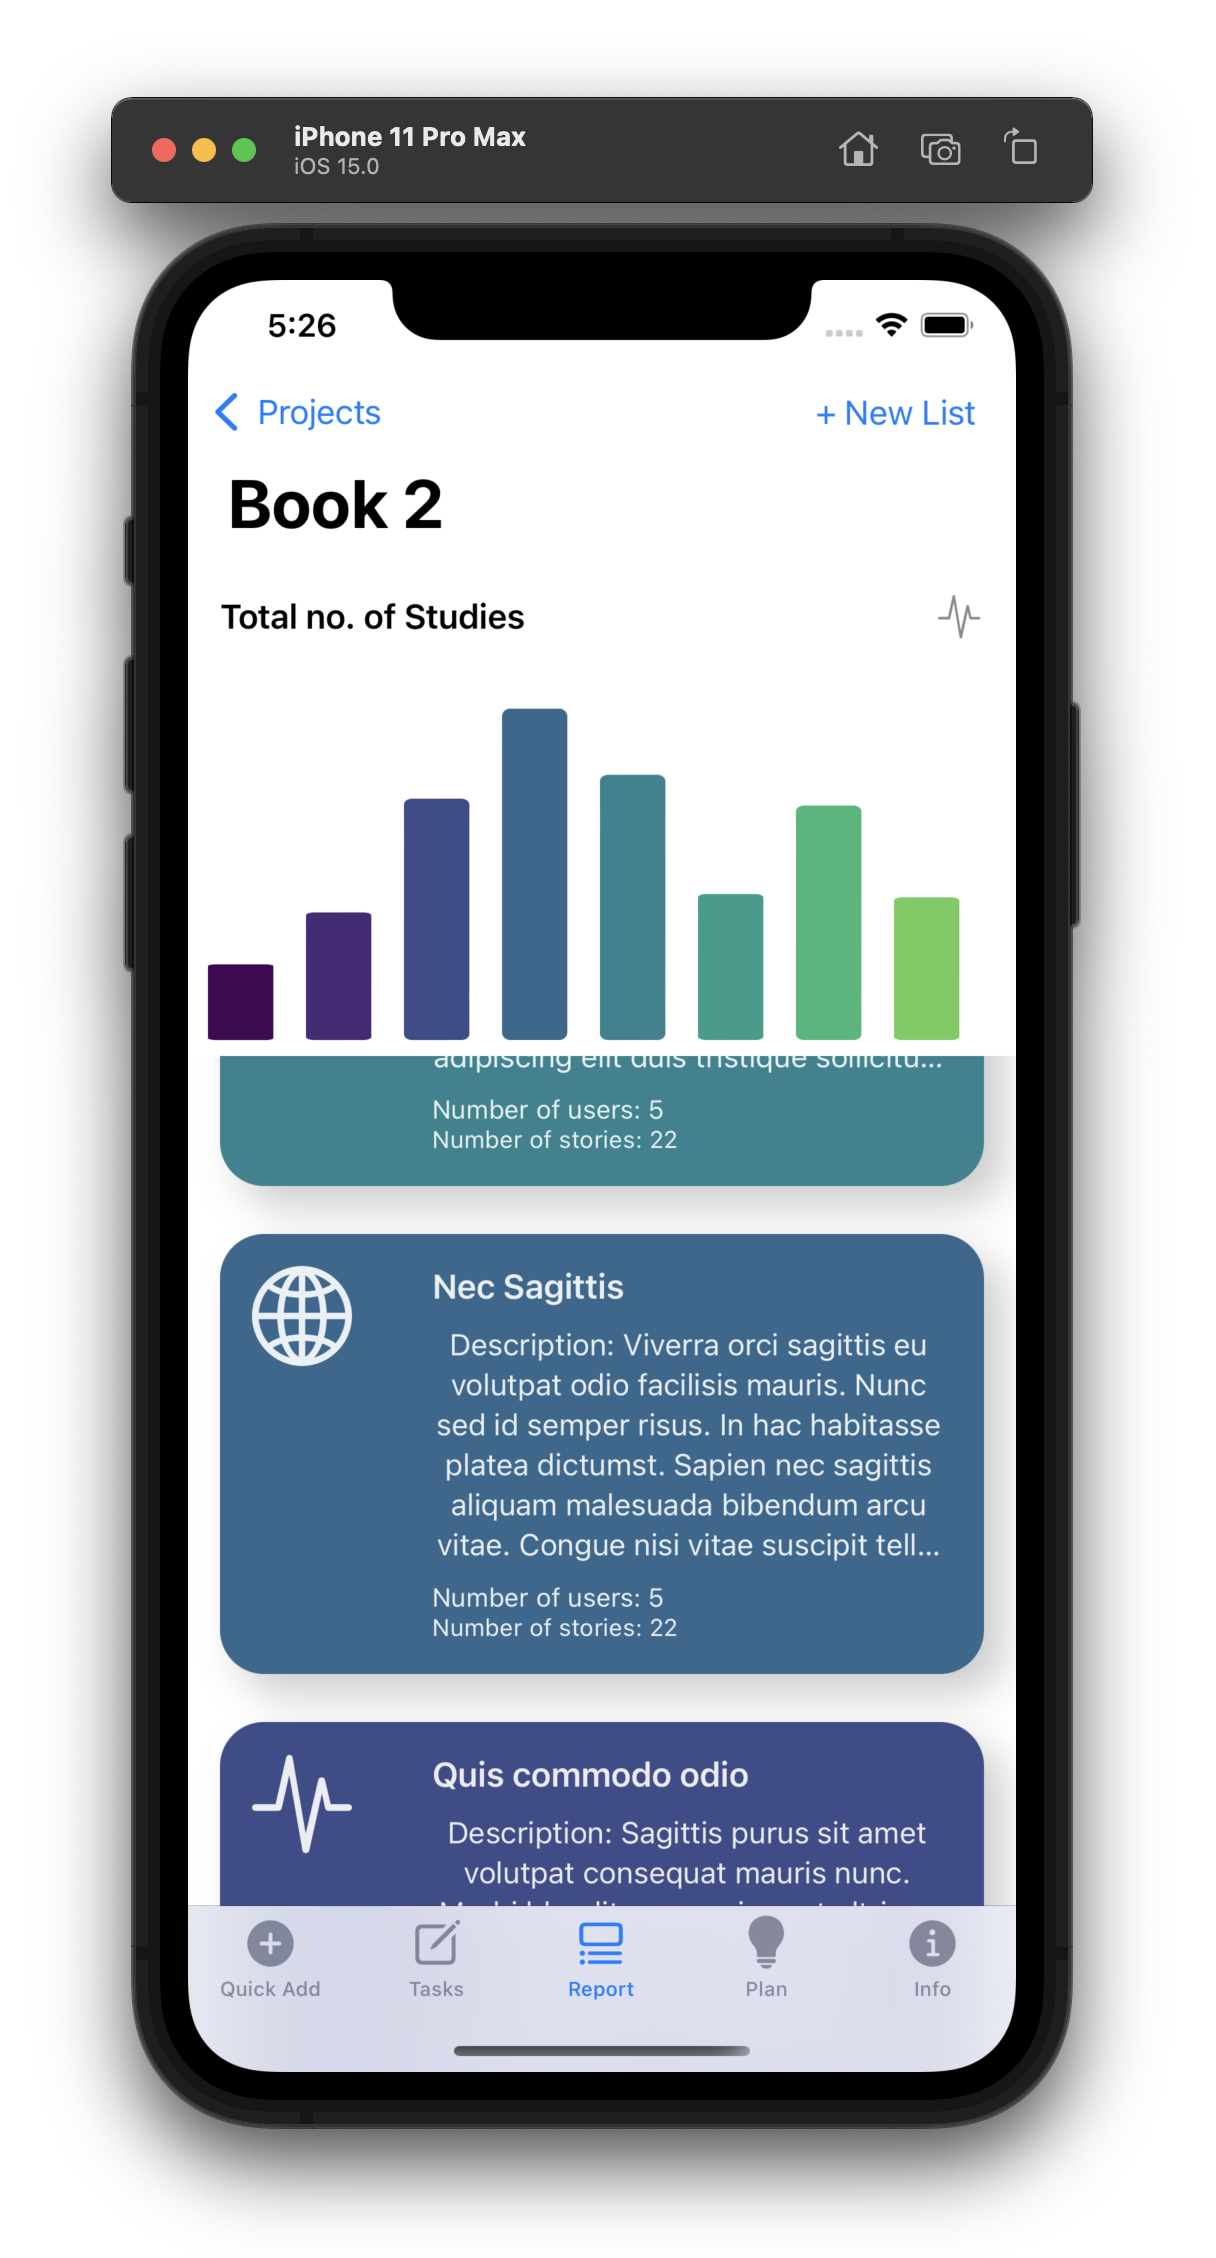 iPhone 11 Pro Max
iOS 15.0
5:26
Projects
+ New List
Book 2
Total no. of Studies
adipiscing elit duis tristique sollicitu...
Number of users: 5
Number of stories: 22
Nec Sagittis
Description: Viverra orci sagittis eu
volutpat odio facilisis mauris. Nunc
sed id semper risus. In hac habitasse
platea dictumst. Sapien nec sagittis
aliquam malesuada bibendum arcu
vitae. Congue nisi vitae suscipit tell...
Number of users: 5
Number of stories: 22
Quis commodo odio
Description: Sagittis purus sit amet
volutpat consequat mauris nunc.
Quick Add
Tasks
Report
Plan
Info